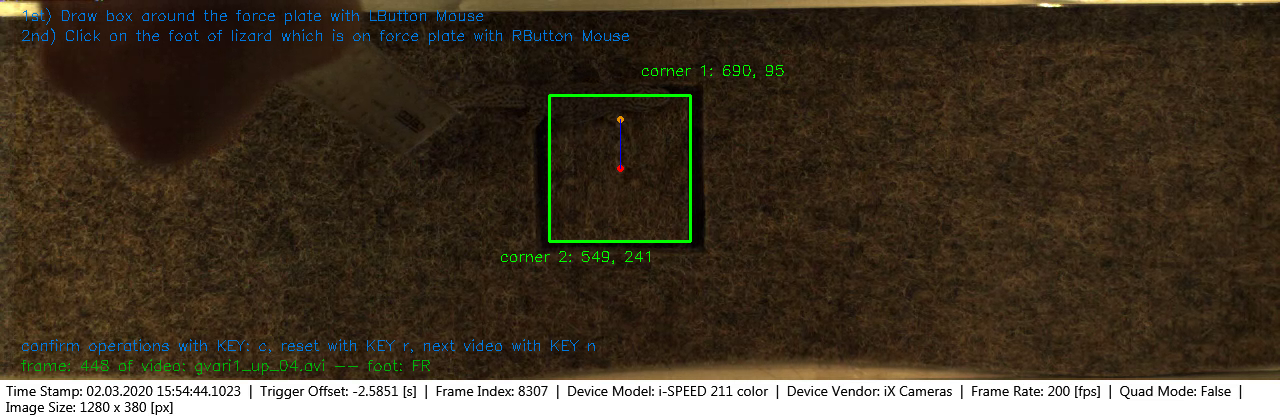 1st) Draw box around the force plate with LButton Mouse
2nd) Click on the foot of lizard which is on force plate with RButton Mouse
corner 1: 690, 95
corner 2: 549, 241
confirm operations with KEY: c, reset with KEY r, next video with KEY n
frame: 448 of video: gvari1_up_04.avi -- foot: FR
Time Stamp: 02.03.2020 15:54:44.1023 | Trigger Offset: -2.5851 [s] | Frame Index: 8307 | Device Model: i-SPEED 211 color | Device Vendor: iX Cameras | Frame Rate: 200 [fps] | Quad Mode: False |
Image Size: 1280 x 380 [px]